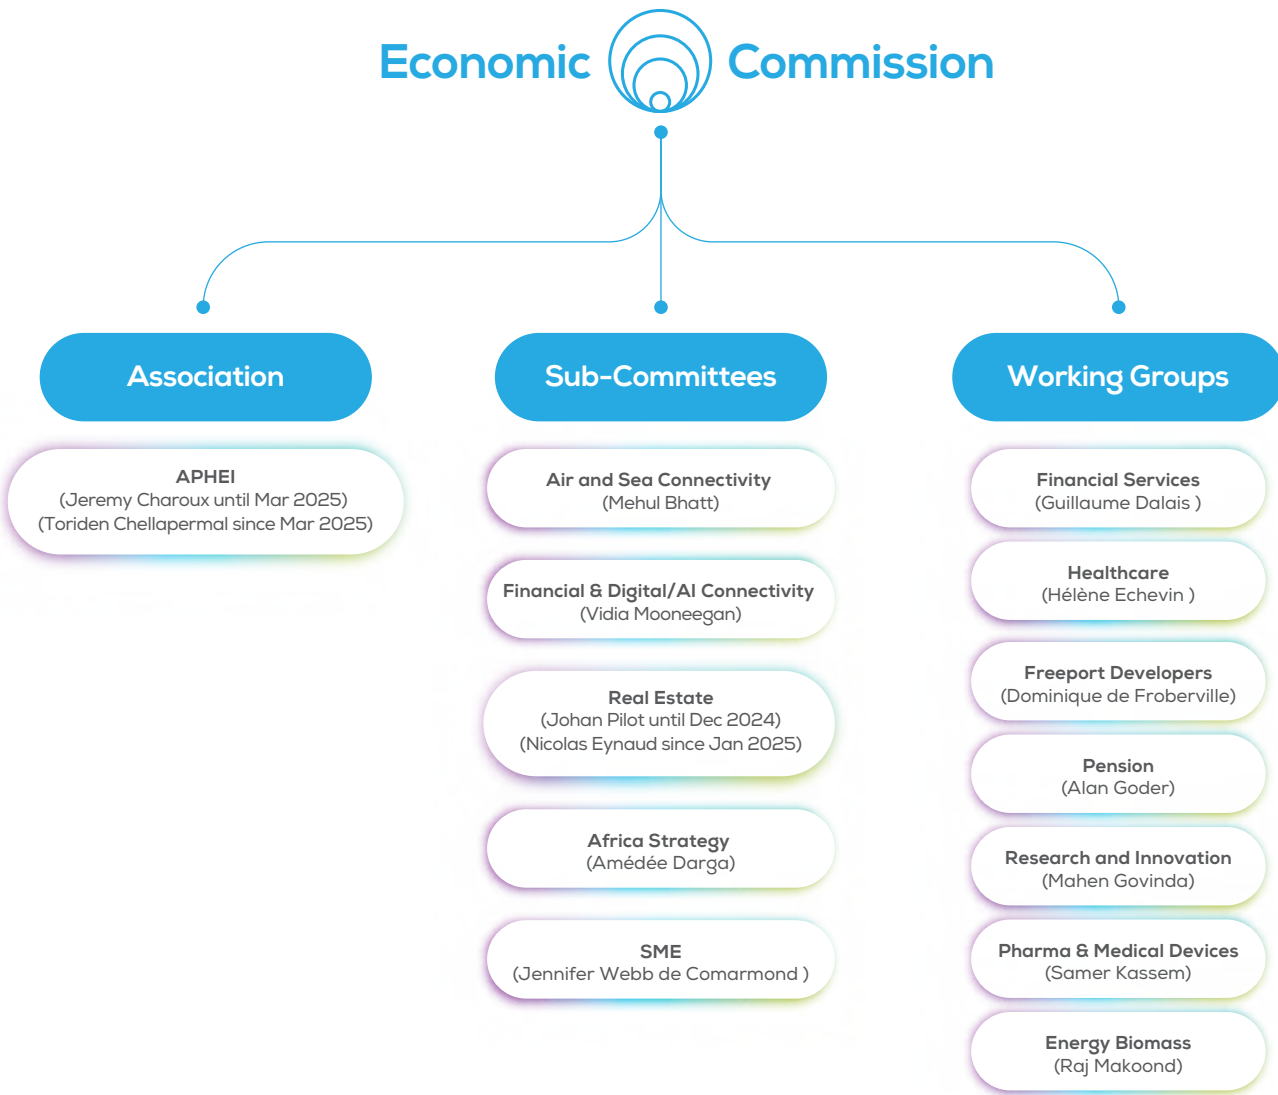 Economic Commission
Association
APHEI
(Jeremy Charoux until Mar 2025)
(Toriden Chellapermal since Mar 2025)
Sub-Committees
Air and Sea Connectivity
(Mehul Bhatt)
Financial & Digital/AI Connectivity
(Vidia Mooneegan)
Real Estate
(Johan Pilot until Dec 2024)
(Nicolas Eynaud since Jan 2025)
Africa Strategy
(Amédée Darga)
SME
(Jennifer Webb de Comarmond )
Working Groups
Financial Services
(Guillaume Dalais )
Healthcare
(Hélène Echevin )
Freeport Developers
(Dominique de Froberville)
Pension
(Alan Goder)
Research and Innovation
(Mahen Govinda)
Pharma & Medical Devices
(Samer Kassem)
Energy Biomass
(Raj Makoond)